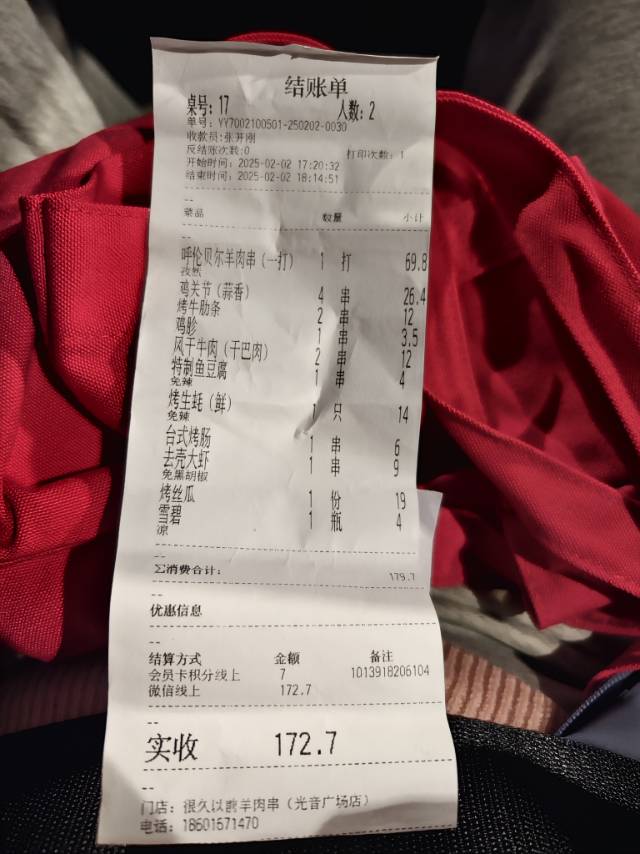 结账单
桌号: 17 人数: 2
单号: YY7002100501-250202-0030
收款员:张开刚
反结账次数:0 打印次数: 1
开始时间: 2025-02-02 17:20:32
结束时间: 2025-02-02 18:14:51
--
菜品 数量 小计
--
呼伦贝尔羊肉串(一打) 1 打 69.8
孜然
鸡关节(蒜香) 4 串 26.4
烤牛肋条 2 串 12
鸡胗 1 串 3.5
风干牛肉(干巴肉) 2 串 12
特制鱼豆腐 1 串 4
免辣
烤生蚝(鲜) 1 只 14
免辣
台式烤肠 1 串 6
去壳大虾 1 串 9
免黑胡椒
烤丝瓜 1 份 19
雪碧 1 瓶 4
凉
--
Σ消费合计: 179.7
--
优惠信息
--
结算方式 金额 备注
会员卡积分线上 7 1013918206104
微信线上 172.7
--
实收 172.7
--
门店: 很久以前羊肉串(光音广场店)
电话: 18601671470